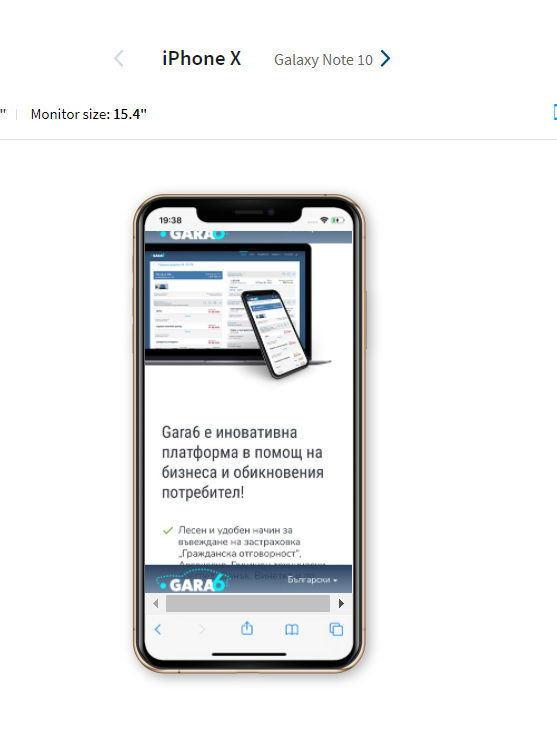 iPhone X
Galaxy Note 10
" Monitor size: 15.4"
19:38
GARA6
Gara6 е иновативна
платформа в помощ на
бизнеса и обикновения
потребител!
Лесен и удобен начин за
въвеждане на застраховка
„Гражданска отговорност",
GARA6
Български